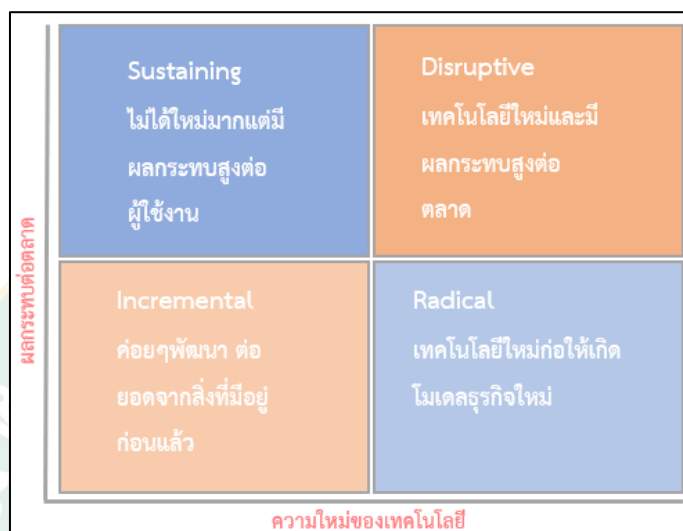 Sustaining
ไม่ได้ใหม่มากแต่มี
ผลกระทบสูงต่อ
ผู้ใช้งาน
Disruptive
เทคโนโลยีใหม่และมี
ผลกระทบสูงต่อ
ตลาด
ผลกระทบต่อตลาด
Incremental
ค่อยๆพัฒนา ต่อ
ยอดจากสิ่งที่มีอยู่
ก่อนแล้ว
Radical
เทคโนโลยีใหม่ก่อให้เกิด
โมเดลธุรกิจใหม่
ความใหม่ของเทคโนโลยี